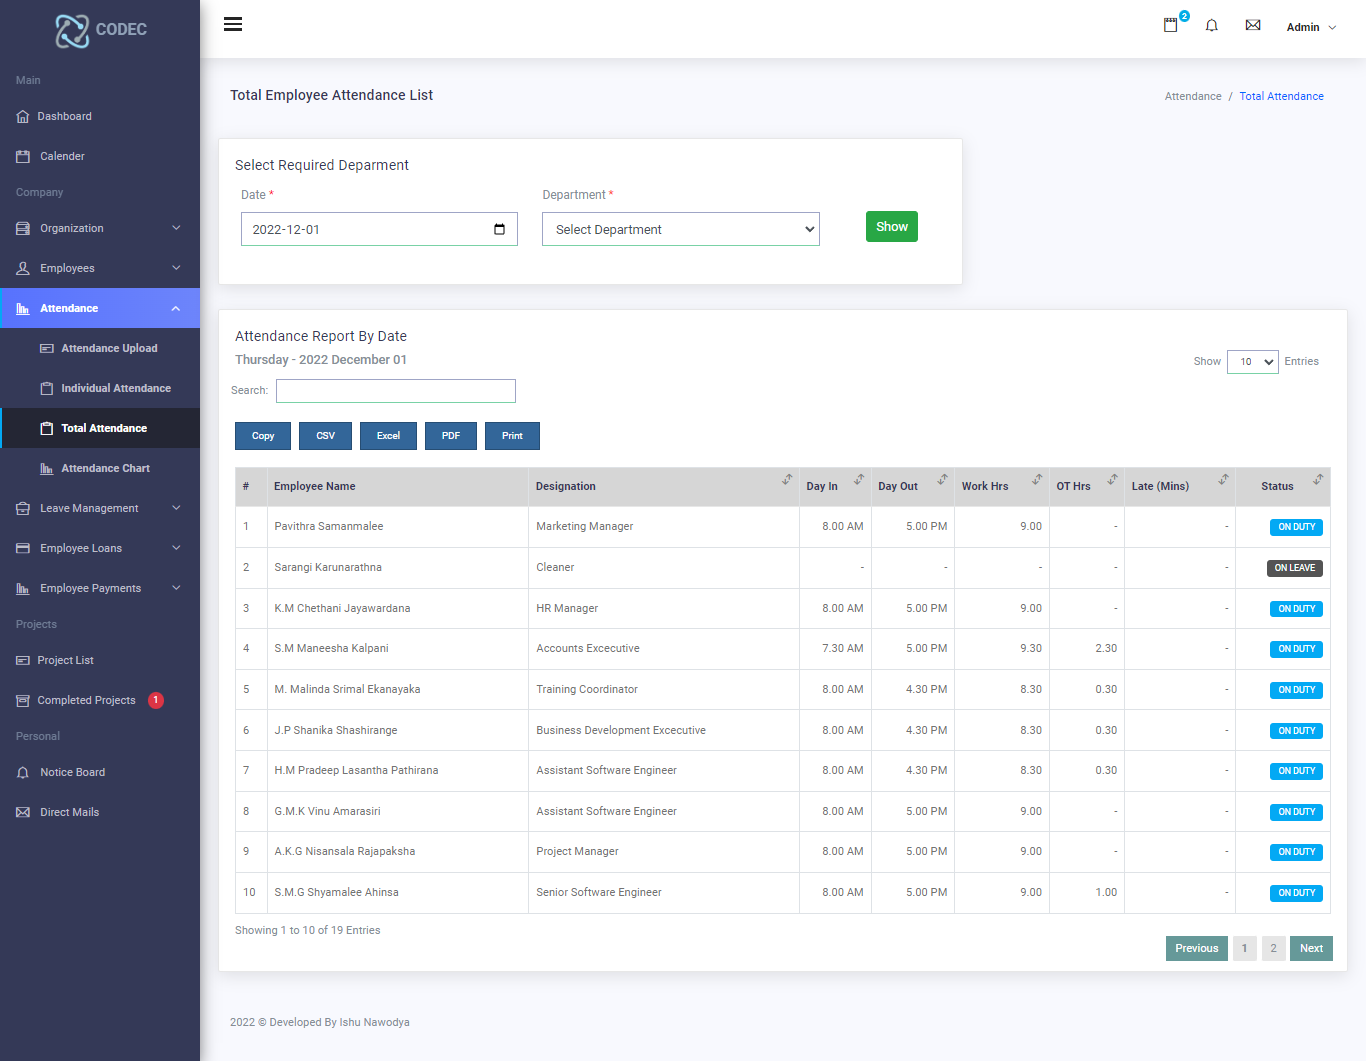 CODEC
2
Admin
Main
Dashboard
Calender
Company
Organization
Employees
Attendance
Attendance Upload
Individual Attendance
Total Attendance
Attendance Chart
Leave Management
Employee Loans
Employee Payments
Projects
Project List
Completed Projects 1
Personal
Notice Board
Direct Mails
Total Employee Attendance List
Attendance / Total Attendance
Select Required Deparment
Date * Department *
2022-12-01 Select Department Show
Attendance Report By Date
Thursday - 2022 December 01
Show 10 Entries
Search:
Copy CSV Excel PDF Print
# Employee Name Designation Day In Day Out Work Hrs OT Hrs Late (Mins) Status
1 Pavithra Samanmalee Marketing Manager 8.00 AM 5.00 PM 9.00 - - ON DUTY
2 Sarangi Karunarathna Cleaner - - - - - ON LEAVE
3 K.M Chethani Jayawardana HR Manager 8.00 AM 5.00 PM 9.00 - - ON DUTY
4 S.M Maneesha Kalpani Accounts Excecutive 7.30 AM 5.00 PM 9.30 2.30 - ON DUTY
5 M. Malinda Srimal Ekanayaka Training Coordinator 8.00 AM 4.30 PM 8.30 0.30 - ON DUTY
6 J.P Shanika Shashirange Business Development Excecutive 8.00 AM 4.30 PM 8.30 0.30 - ON DUTY
7 H.M Pradeep Lasantha Pathirana Assistant Software Engineer 8.00 AM 4.30 PM 8.30 0.30 - ON DUTY
8 G.M.K Vinu Amarasiri Assistant Software Engineer 8.00 AM 5.00 PM 9.00 - - ON DUTY
9 A.K.G Nisansala Rajapaksha Project Manager 8.00 AM 5.00 PM 9.00 - - ON DUTY
10 S.M.G Shyamalee Ahinsa Senior Software Engineer 8.00 AM 5.00 PM 9.00 1.00 - ON DUTY
Showing 1 to 10 of 19 Entries
Previous 1 2 Next
2022 © Developed By Ishu Nawodya